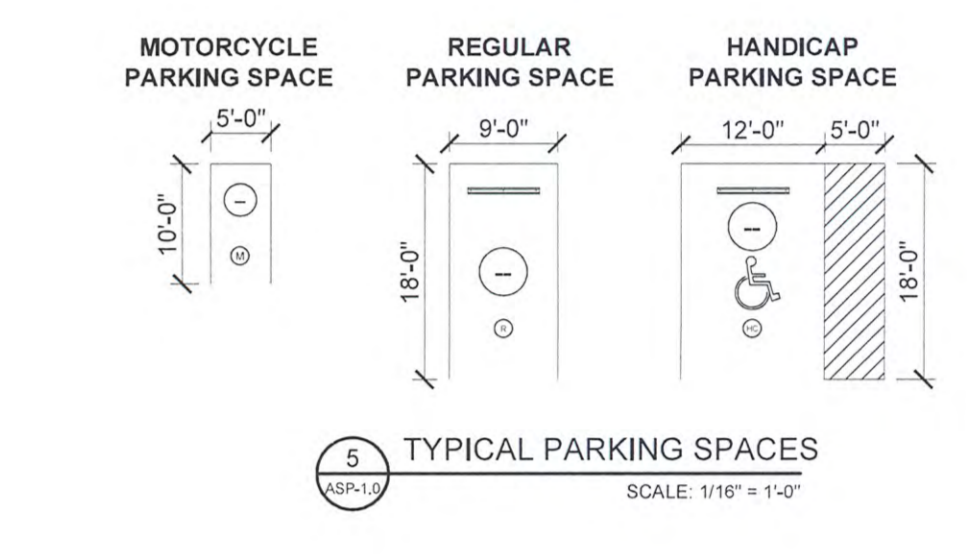 MOTORCYCLE
PARKING SPACE
5'-0"
10'-0"
–
M
REGULAR
PARKING SPACE
9'-0"
18'-0"
--
R
HANDICAP
PARKING SPACE
12'-0"
5'-0"
18'-0"
--
HC
5
ASP-1.0
TYPICAL PARKING SPACES
SCALE: 1/16" = 1'-0"